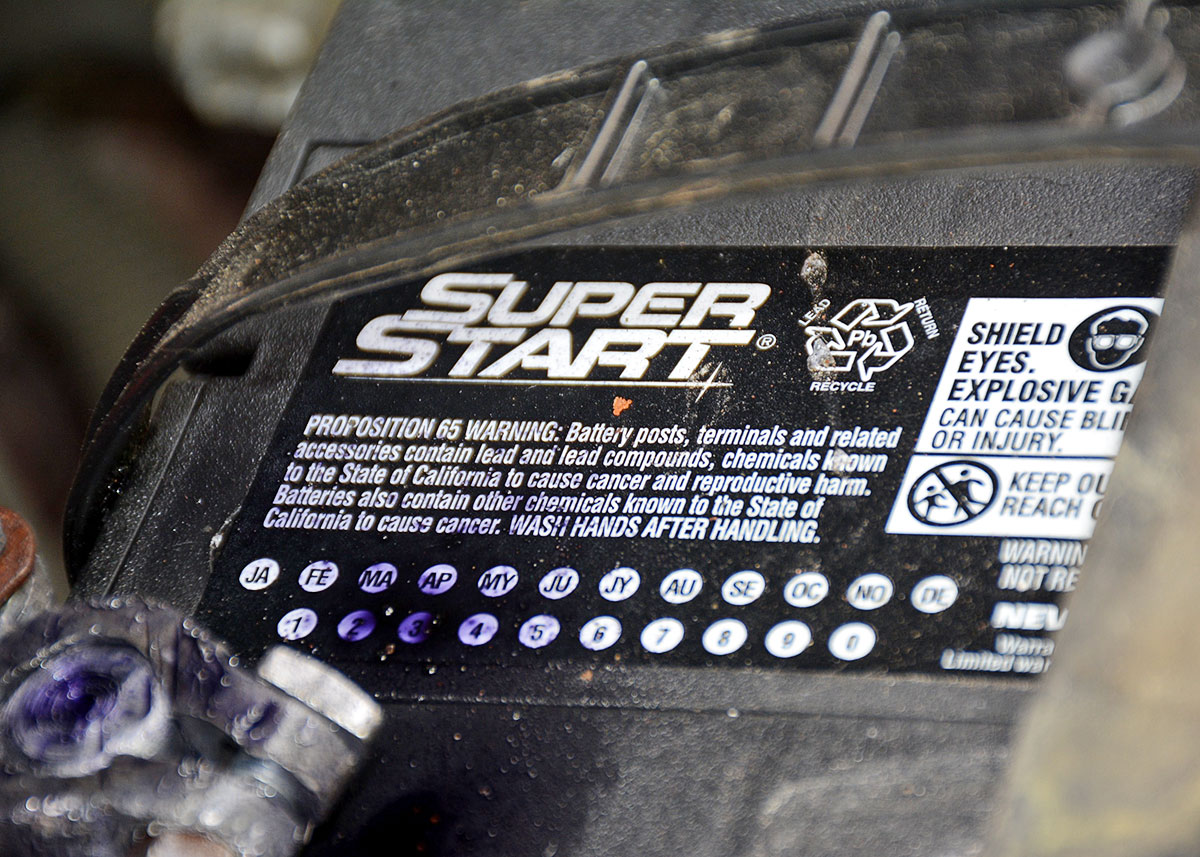 SUPER
START®
LEAD
RETURN
Pb
RECYCLE
PROPOSITION 65 WARNING: Battery posts, terminals and related
accessories contain lead and lead compounds, chemicals known
to the State of California to cause cancer and reproductive harm.
Batteries also contain other chemicals known to the State of
California to cause cancer. WASH HANDS AFTER HANDLING.
JA FE MA AP MY JU JY AU SE OC NO DE
1 2 3 4 5 6 7 8 9 0
SHIELD
EYES.
EXPLOSIVE
CAN CAUSE
OR INJURY.
KEEP
REACH
NOT
Limited